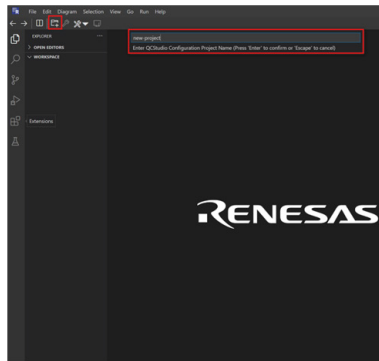 File Edit Diagram Selection View Go Run Help
EXPLORER ...
new project
Enter QCStudio Configuration Project Name (Press 'Enter' to confirm or 'Escape' to cancel)
> OPEN EDITORS
WORKSPACE
Extensions
RENESAS